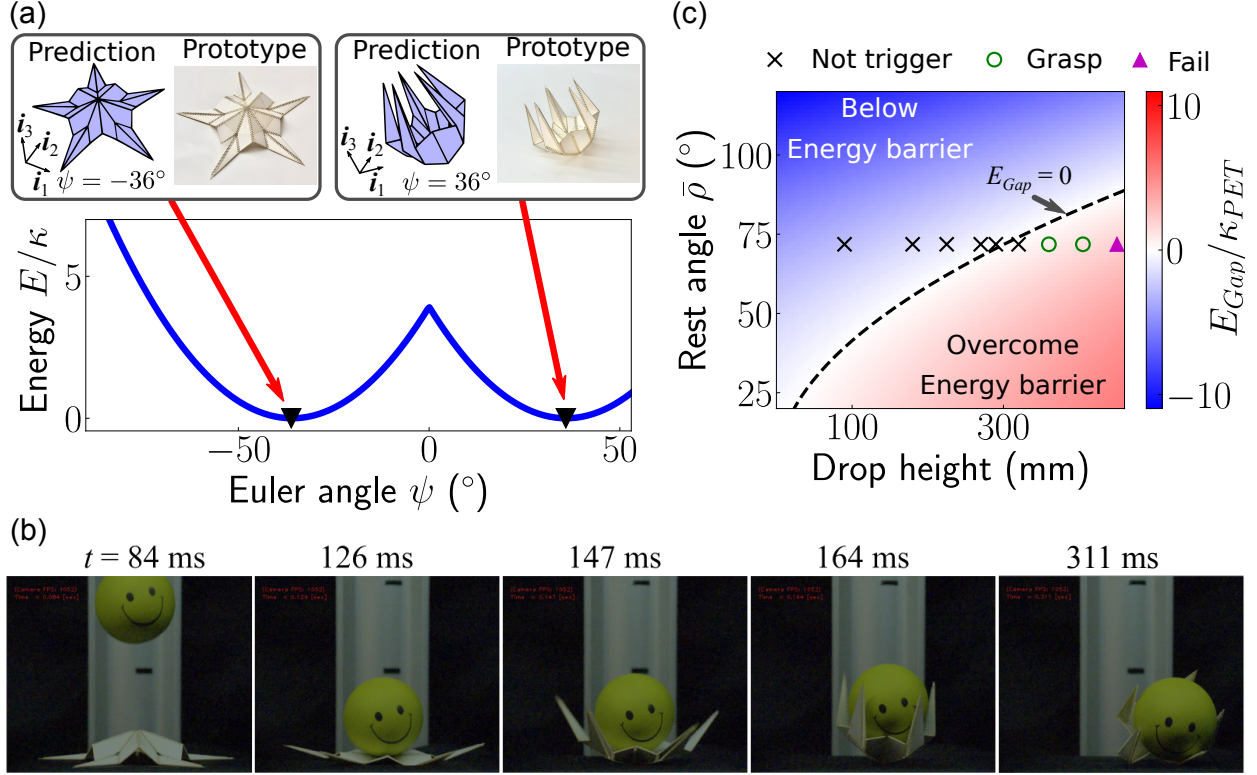 (a)
Prediction Prototype
i₃ i₂ i₁ ψ = −36°
Prediction Prototype
i₃ i₂ i₁ ψ = 36°
Energy E/κ
5
0
−50 0 50
Euler angle ψ (°)
(c)
× Not trigger ○ Grasp ▲ Fail
Below
Energy barrier
E_Gap = 0
Overcome
Energy barrier
Rest angle ρ̄ (°)
100
75
50
25
100 300
Drop height (mm)
10
0
−10
E_Gap/κ_PET
(b)
t = 84 ms 126 ms 147 ms 164 ms 311 ms